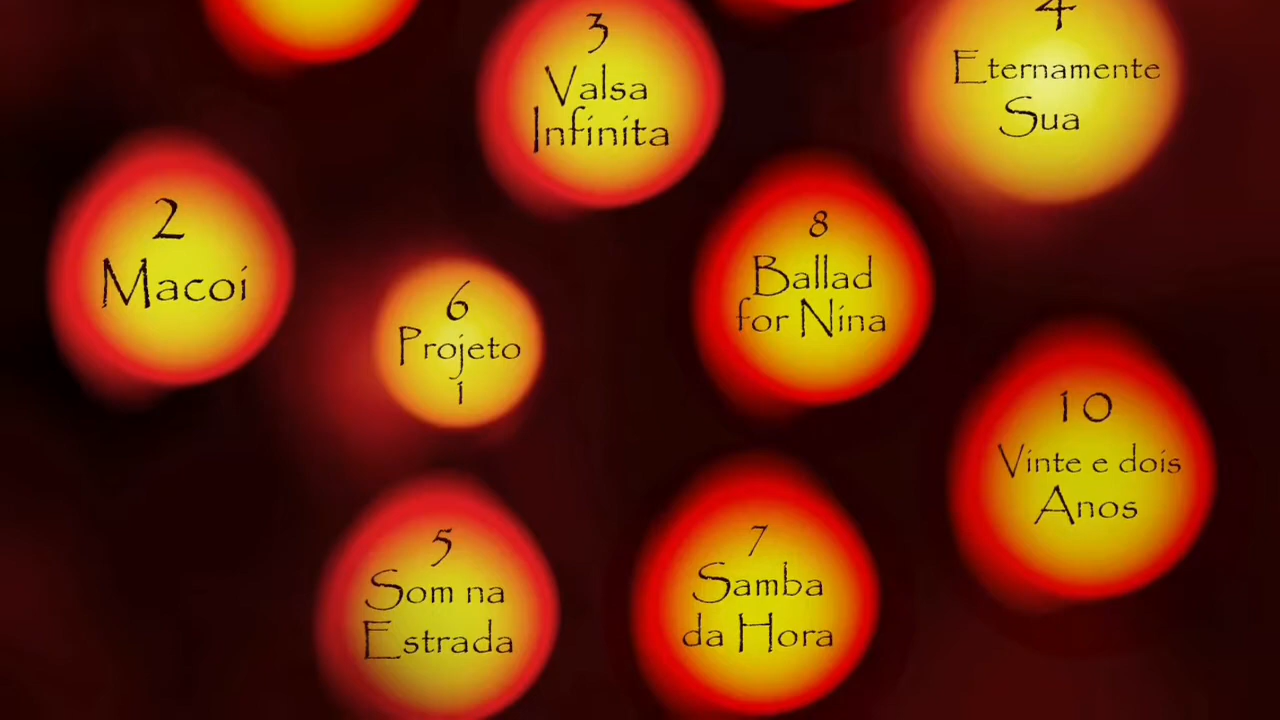 3
Valsa
Infinita
4
Eternamente
Sua
2
Macoi
6
Projeto
1
8
Ballad
for Nina
10
Vinte e dois
Anos
5
Som na
Estrada
7
Samba
da Hora